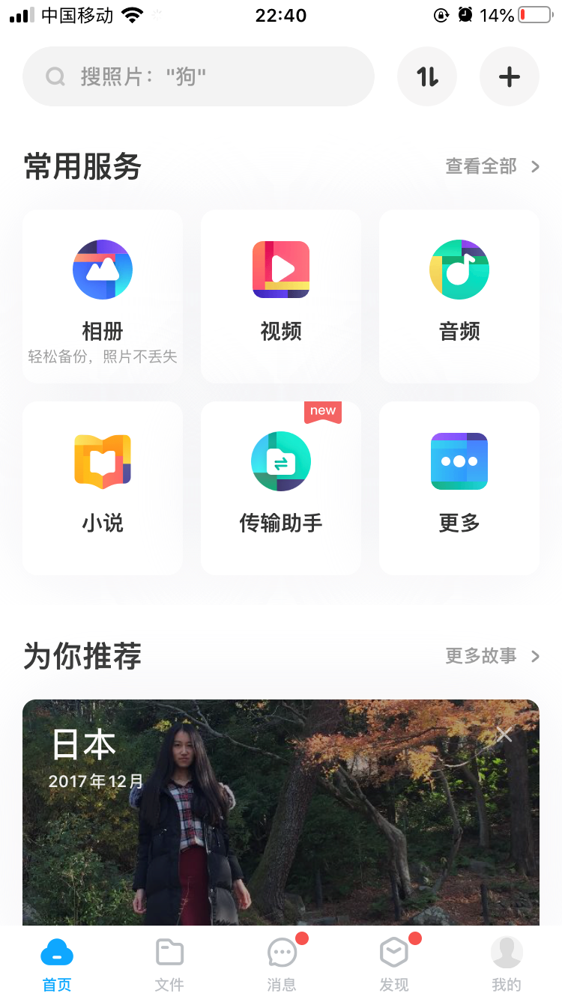 中国移动
22:40
14%
搜照片："狗"
常用服务
查看全部
相册
轻松备份，照片不丢失
视频
音频
小说
new
传输助手
更多
为你推荐
更多故事
日本
2017年12月
首页
文件
消息
发现
我的